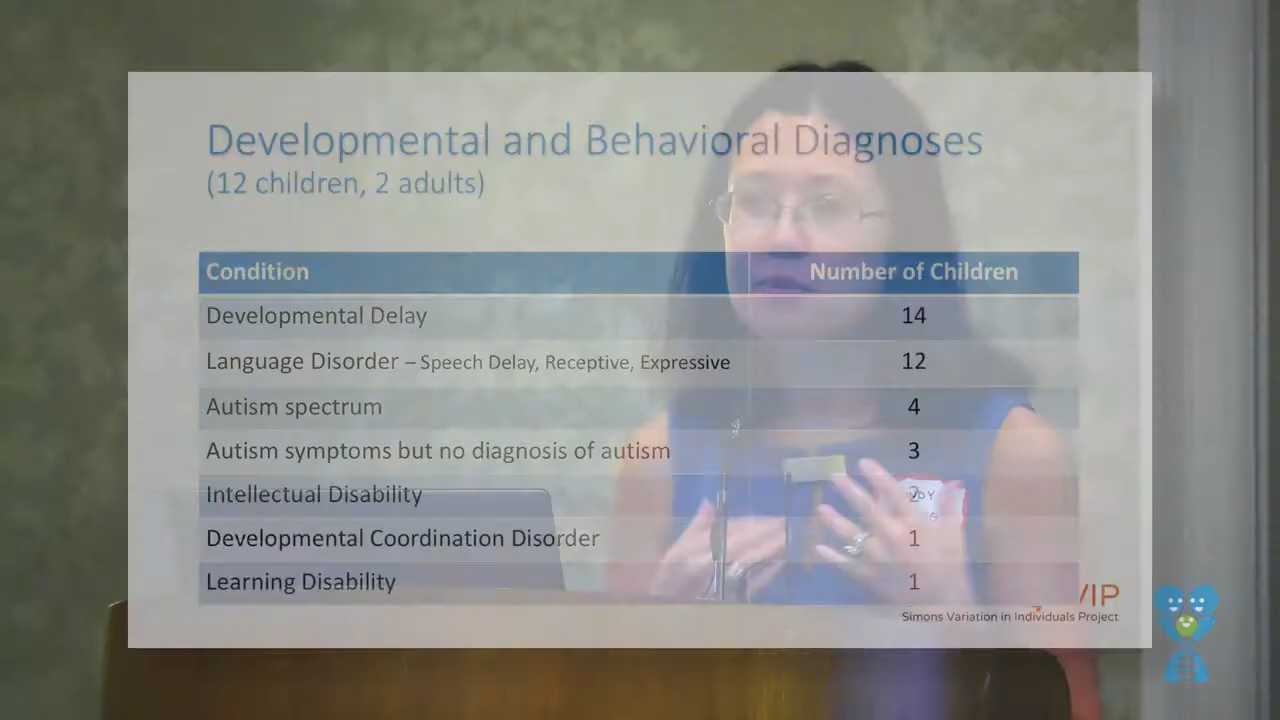 Developmental and Behavioral Diagnoses
(12 children, 2 adults)
Condition Number of Children
Developmental Delay 14
Language Disorder – Speech Delay, Receptive, Expressive 12
Autism spectrum 4
Autism symptoms but no diagnosis of autism 3
Intellectual Disability 2
Developmental Coordination Disorder 1
Learning Disability 1
VIP
Simons Variation in Individuals Project